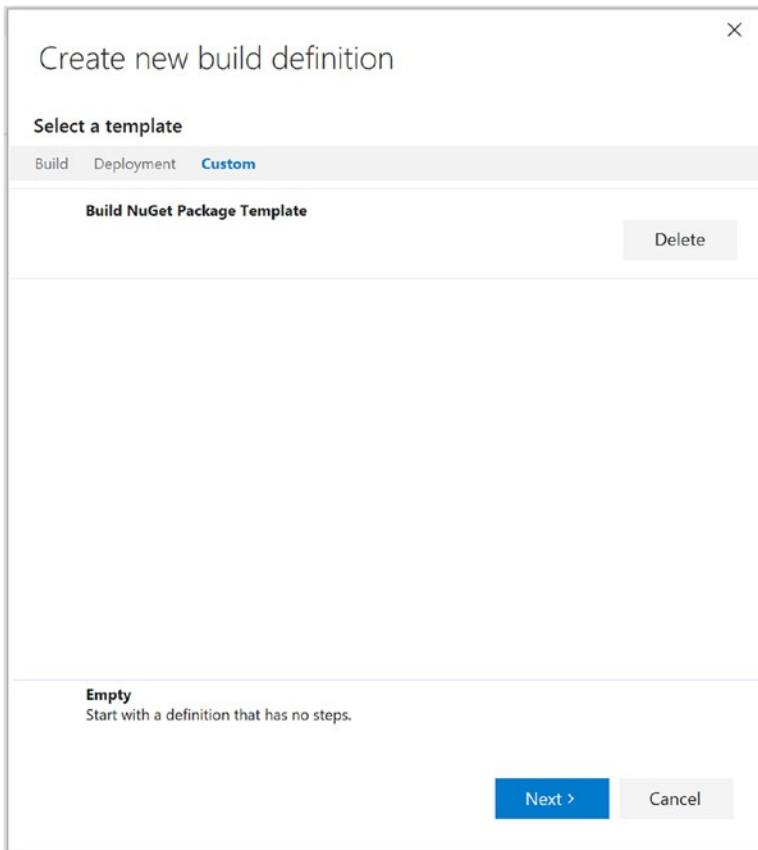 Create new build definition
Select a template
Build Deployment Custom
Build NuGet Package Template
Delete
Empty
Start with a definition that has no steps.
Next >
Cancel